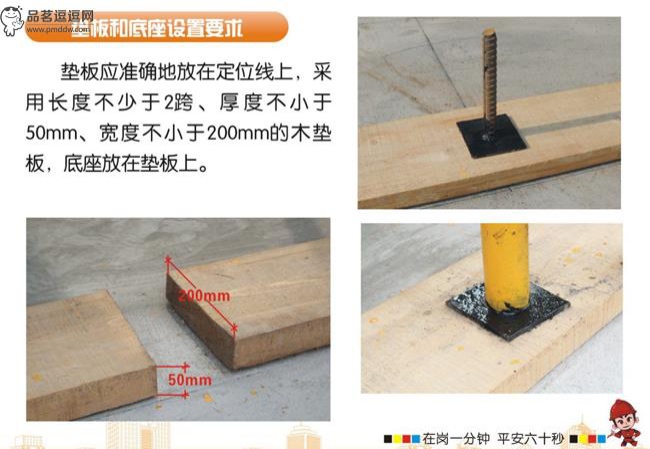 品茗逗逗网
www.pmddw.com
垫板和底座设置要求
垫板应准确地放在定位线上，采
用长度不少于2跨、厚度不小于
50mm、宽度不小于200mm的木垫
板，底座放在垫板上。
200mm
50mm
在岗一分钟 平安六十秒